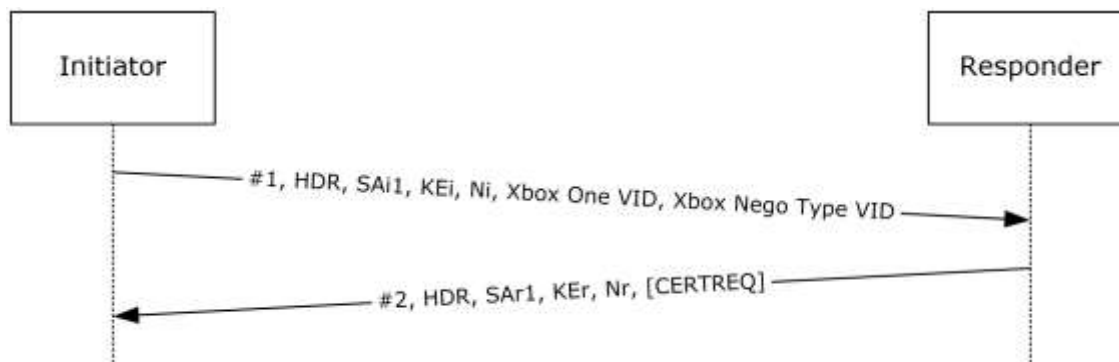 Initiator
Responder
#1, HDR, SAi1, KEi, Ni, Xbox One VID, Xbox Nego Type VID
#2, HDR, SAr1, KEr, Nr, [CERTREQ]